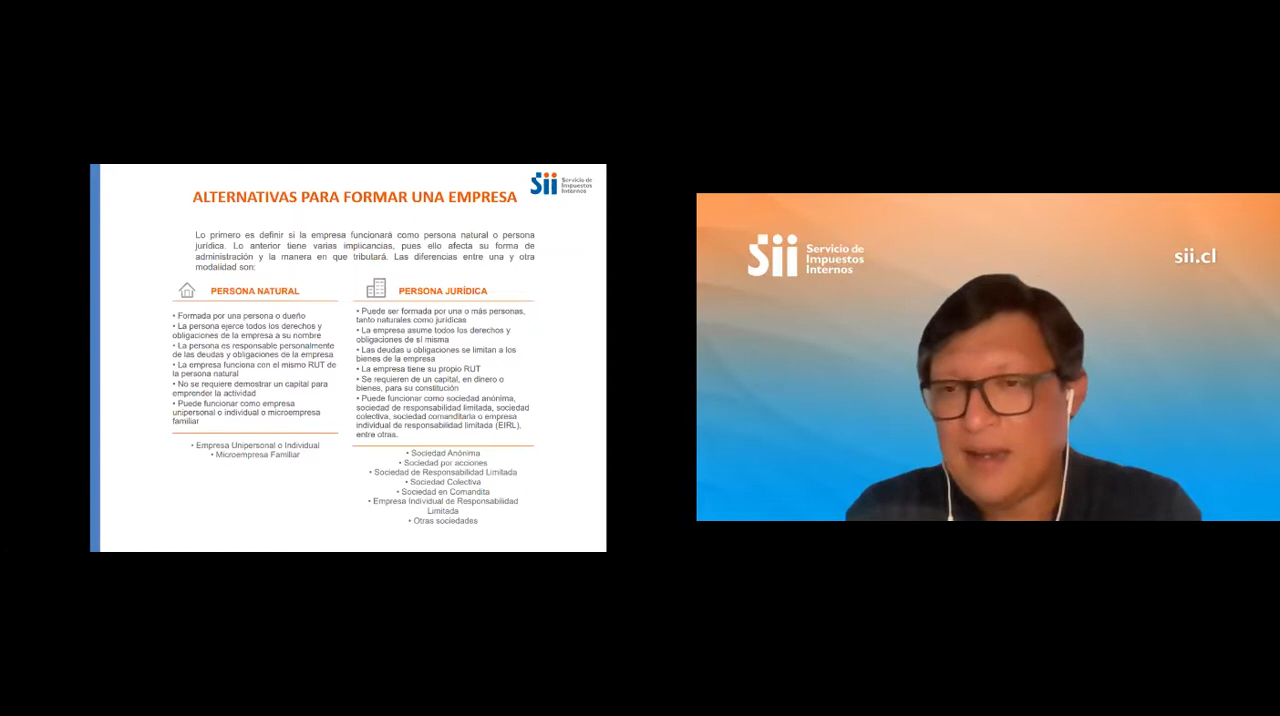 Sii Servicio de
Impuestos
Internos
ALTERNATIVAS PARA FORMAR UNA EMPRESA
Lo primero es definir si la empresa funcionará como persona natural o persona
jurídica. Lo anterior tiene varias implicancias, pues ello afecta su forma de
administración y la manera en que tributará. Las diferencias entre una y otra
modalidad son:
PERSONA NATURAL
• Formada por una persona o dueño
• La persona ejerce todos los derechos y
obligaciones de la empresa a su nombre
• La persona es responsable personalmente
de las deudas y obligaciones de la empresa
• La empresa funciona con el mismo RUT de
la persona natural
• No se requiere demostrar un capital para
emprender la actividad
• Puede funcionar como empresa
unipersonal o individual o microempresa
familiar
• Empresa Unipersonal o Individual
• Microempresa Familiar
PERSONA JURÍDICA
• Puede ser formada por una o más personas,
tanto naturales como jurídicas
• La empresa asume todos los derechos y
obligaciones de sí misma
• Las deudas u obligaciones se limitan a los
bienes de la empresa
• La empresa tiene su propio RUT
• Se requieren de un capital, en dinero o
bienes, para su constitución
• Puede funcionar como sociedad anónima,
sociedad de responsabilidad limitada, sociedad
colectiva, sociedad comanditaria o empresa
individual de responsabilidad limitada (EIRL),
entre otras.
• Sociedad Anónima
• Sociedad por acciones
• Sociedad de Responsabilidad Limitada
• Sociedad Colectiva
• Sociedad en Comandita
• Empresa Individual de Responsabilidad
Limitada
• Otras sociedades
Sii Servicio de
Impuestos
Internos
sii.cl